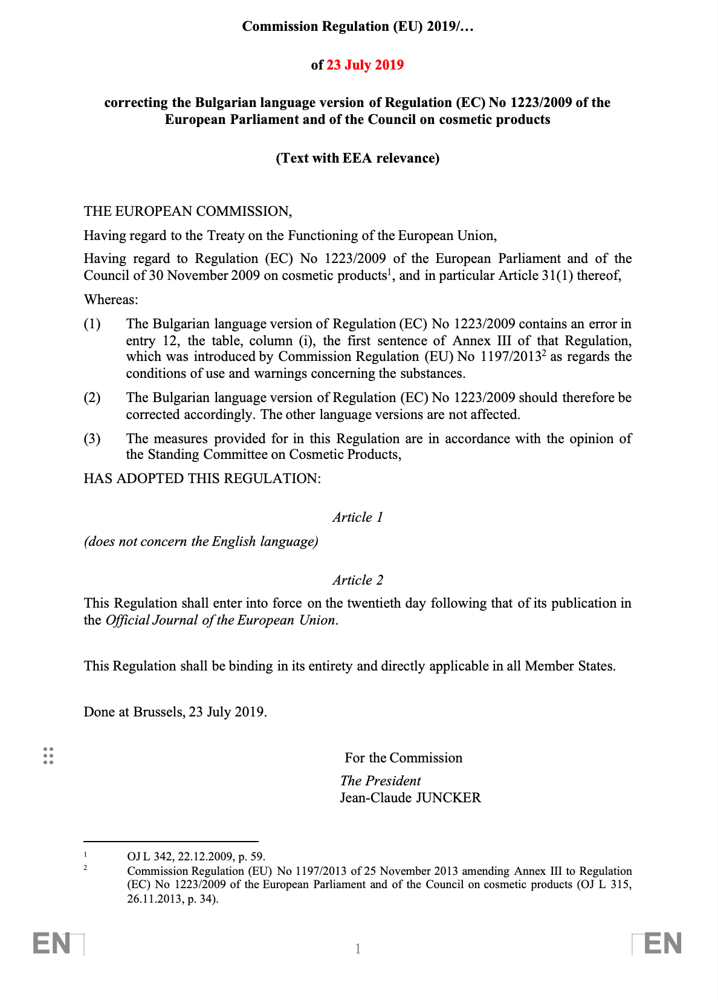 Commission Regulation (EU) 2019/…
of 23 July 2019
correcting the Bulgarian language version of Regulation (EC) No 1223/2009 of the
European Parliament and of the Council on cosmetic products
(Text with EEA relevance)
THE EUROPEAN COMMISSION,
Having regard to the Treaty on the Functioning of the European Union,
Having regard to Regulation (EC) No 1223/2009 of the European Parliament and of the
Council of 30 November 2009 on cosmetic products¹, and in particular Article 31(1) thereof,
Whereas:
(1) The Bulgarian language version of Regulation (EC) No 1223/2009 contains an error in
entry 12, the table, column (i), the first sentence of Annex III of that Regulation,
which was introduced by Commission Regulation (EU) No 1197/2013² as regards the
conditions of use and warnings concerning the substances.
(2) The Bulgarian language version of Regulation (EC) No 1223/2009 should therefore be
corrected accordingly. The other language versions are not affected.
(3) The measures provided for in this Regulation are in accordance with the opinion of
the Standing Committee on Cosmetic Products,
HAS ADOPTED THIS REGULATION:
Article 1
(does not concern the English language)
Article 2
This Regulation shall enter into force on the twentieth day following that of its publication in
the Official Journal of the European Union.
This Regulation shall be binding in its entirety and directly applicable in all Member States.
Done at Brussels, 23 July 2019.
For the Commission
The President
Jean-Claude JUNCKER
¹ OJ L 342, 22.12.2009, p. 59.
² Commission Regulation (EU) No 1197/2013 of 25 November 2013 amending Annex III to Regulation
(EC) No 1223/2009 of the European Parliament and of the Council on cosmetic products (OJ L 315,
26.11.2013, p. 34).
EN 1 EN